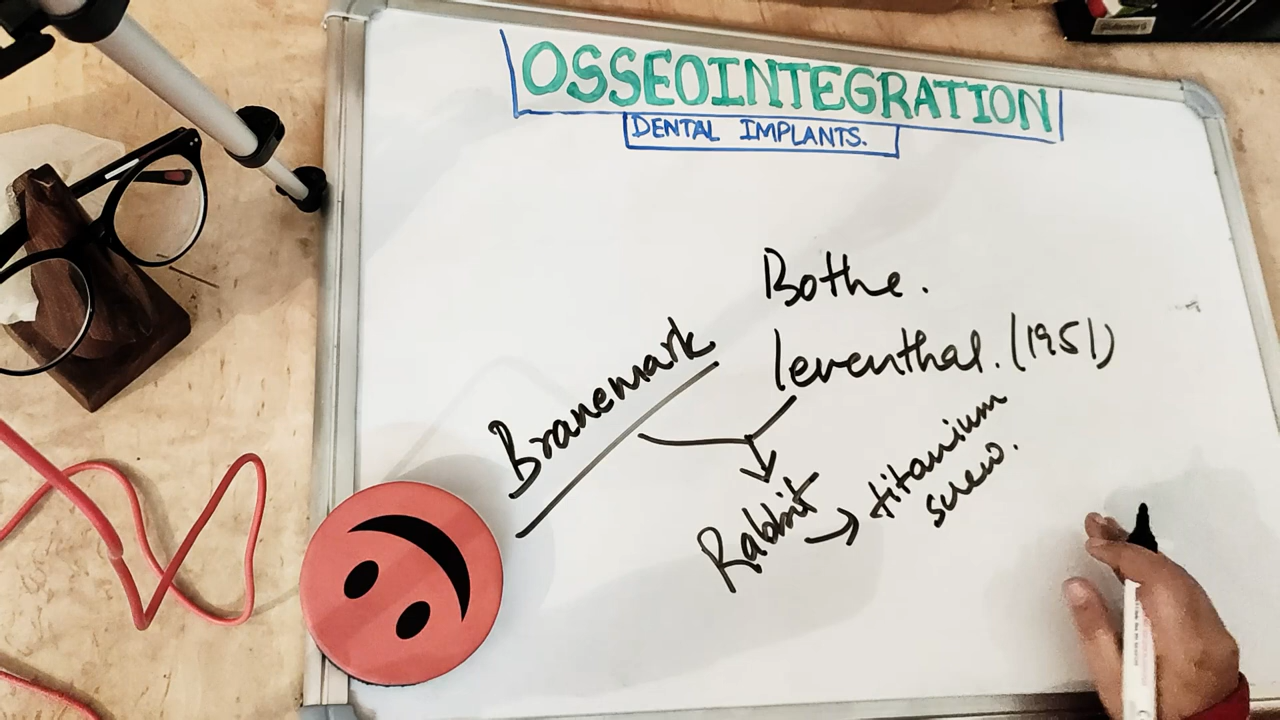 OSSEOINTEGRATION
DENTAL IMPLANTS.
Bothe.
leventhal. (1951)
Branemark
Rabbit → titanium
screw.